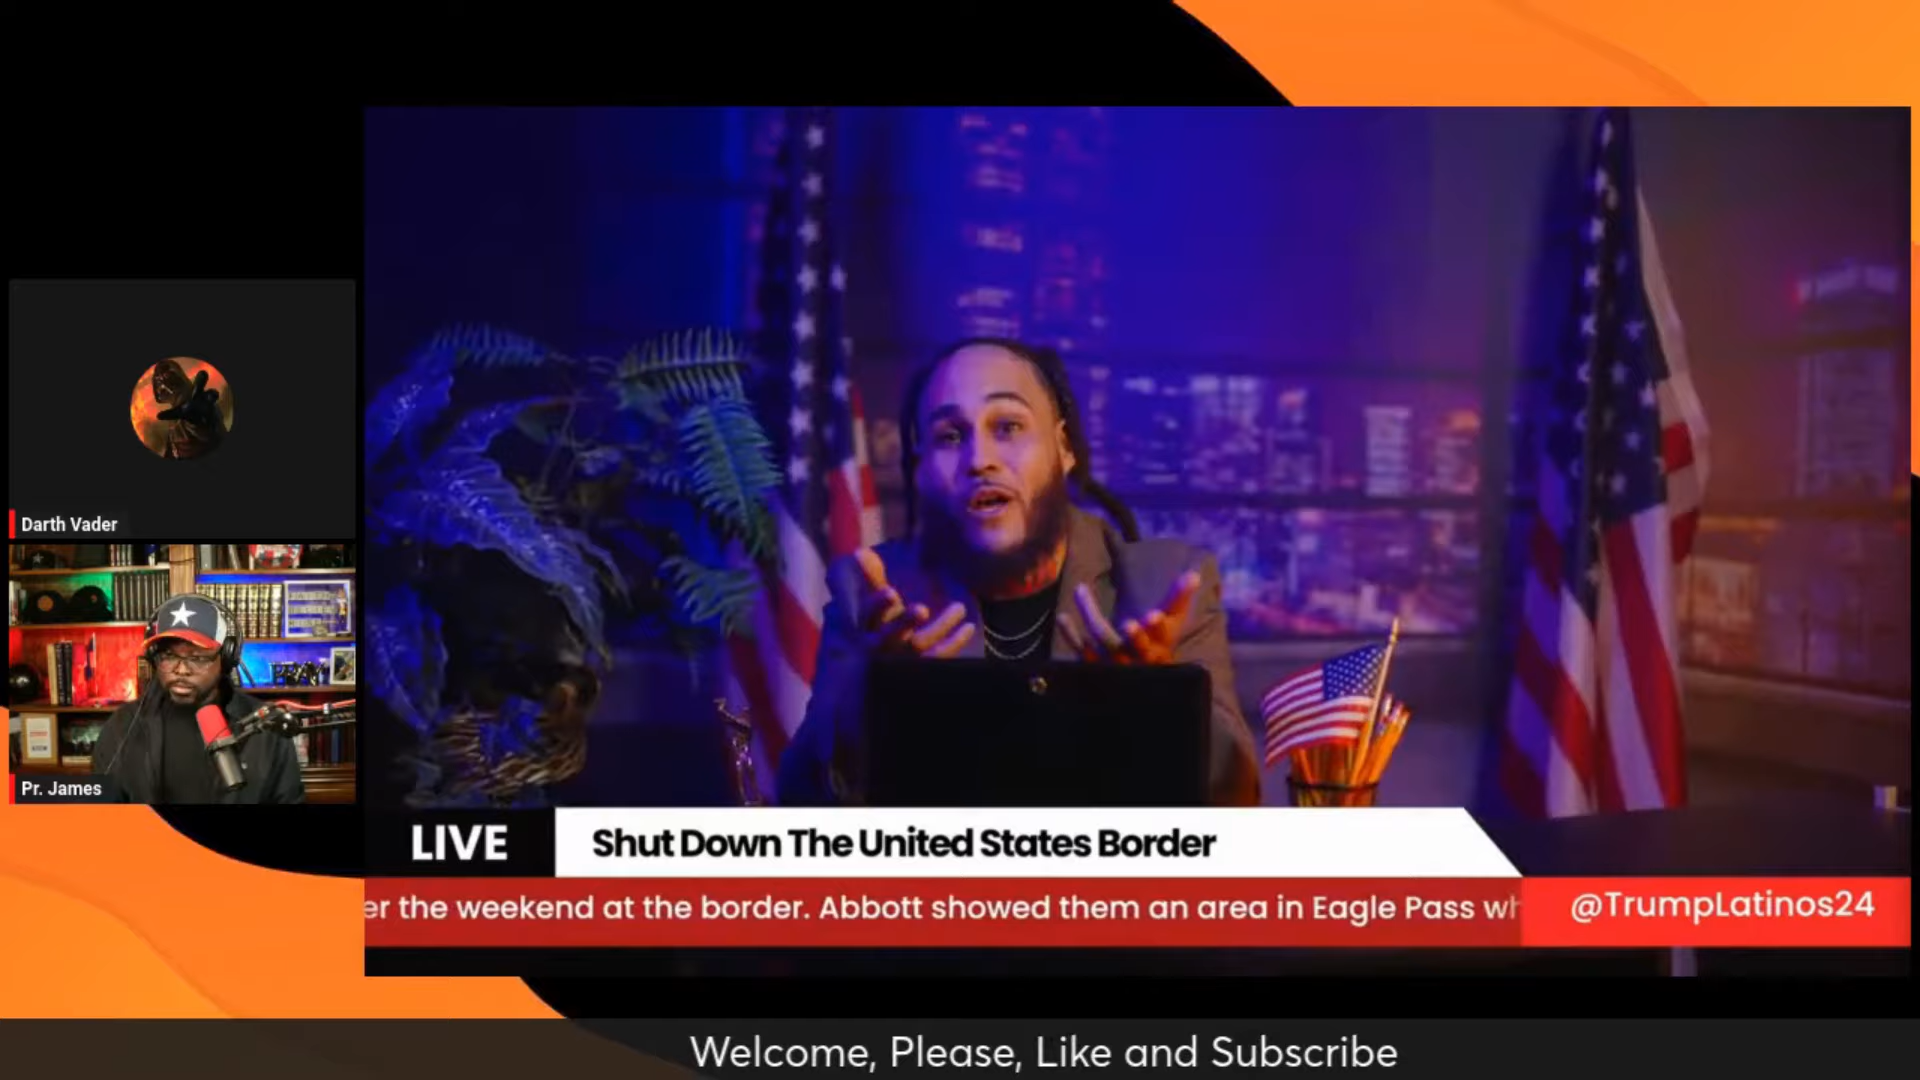 Darth Vader
Pr. James
LIVE
Shut Down The United States Border
er the weekend at the border. Abbott showed them an area in Eagle Pass wh
@TrumpLatinos24
Welcome, Please, Like and Subscribe